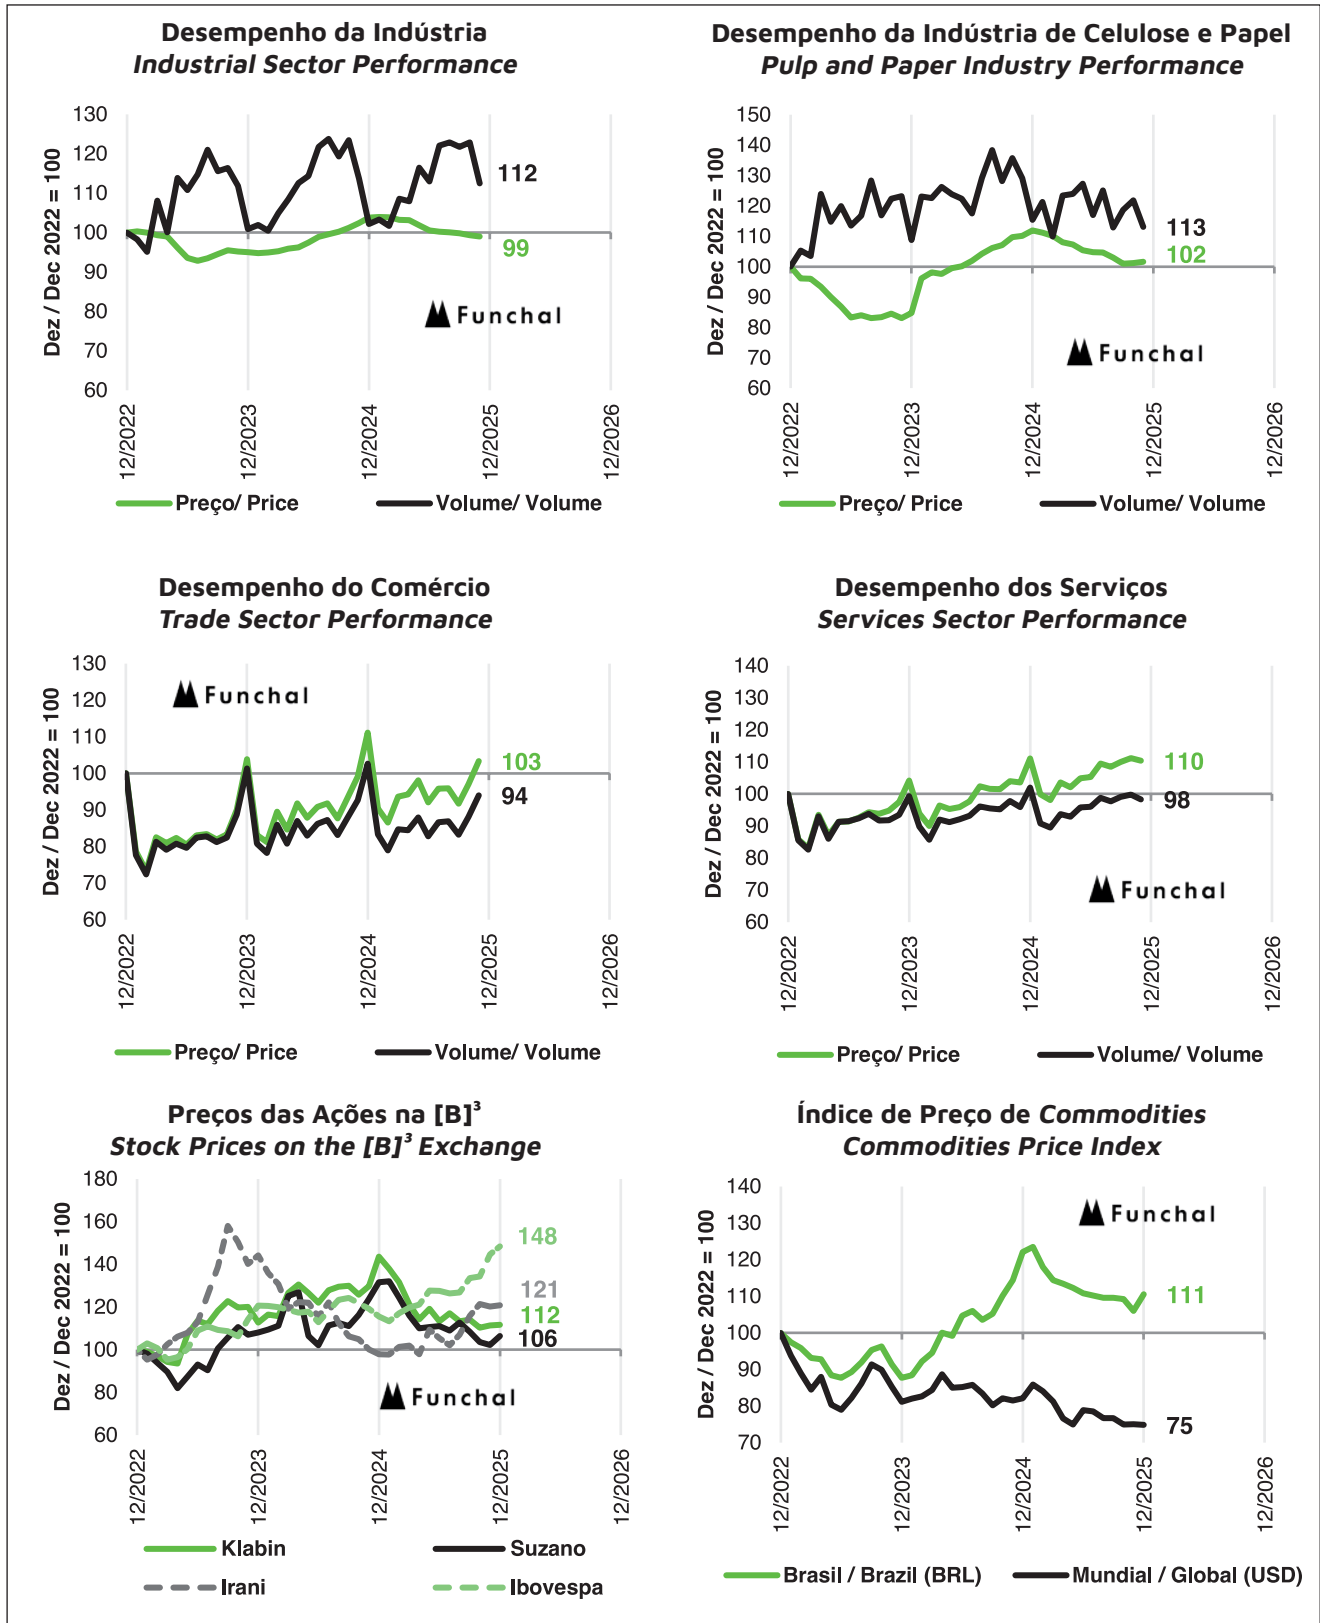 Desempenho da Indústria
Industrial Sector Performance
Dez / Dec 2022 = 100
130
120
110
100
90
80
70
60
112
99
Funchal
12/2022
12/2023
12/2024
12/2025
12/2026
Preço/ Price
Volume/ Volume
Desempenho da Indústria de Celulose e Papel
Pulp and Paper Industry Performance
Dez / Dec 2022 = 100
150
140
130
120
110
100
90
80
70
60
113
102
Funchal
12/2022
12/2023
12/2024
12/2025
12/2026
Preço/ Price
Volume/ Volume
Desempenho do Comércio
Trade Sector Performance
Dez / Dec 2022 = 100
130
120
110
100
90
80
70
60
Funchal
103
94
12/2022
12/2023
12/2024
12/2025
12/2026
Preço/ Price
Volume/ Volume
Desempenho dos Serviços
Services Sector Performance
Dez / Dec 2022 = 100
140
130
120
110
100
90
80
70
60
110
98
Funchal
12/2022
12/2023
12/2024
12/2025
12/2026
Preço/ Price
Volume/ Volume
Preços das Ações na [B]³
Stock Prices on the [B]³ Exchange
Dez / Dec 2022 = 100
180
160
140
120
100
80
60
148
121
112
106
Funchal
12/2022
12/2023
12/2024
12/2025
12/2026
Klabin
Suzano
Irani
Ibovespa
Índice de Preço de Commodities
Commodities Price Index
Dez / Dec 2022 = 100
140
130
120
110
100
90
80
70
Funchal
111
75
12/2022
12/2023
12/2024
12/2025
12/2026
Brasil / Brazil (BRL)
Mundial / Global (USD)